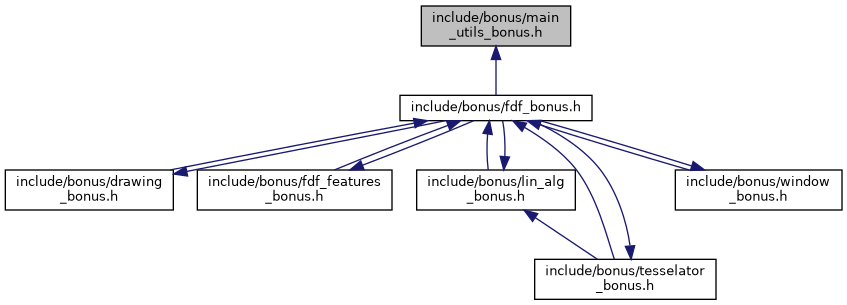 include/bonus/main
_utils_bonus.h
include/bonus/fdf_bonus.h
include/bonus/drawing
_bonus.h
include/bonus/fdf_features
_bonus.h
include/bonus/lin_alg
_bonus.h
include/bonus/window
_bonus.h
include/bonus/tesselator
_bonus.h